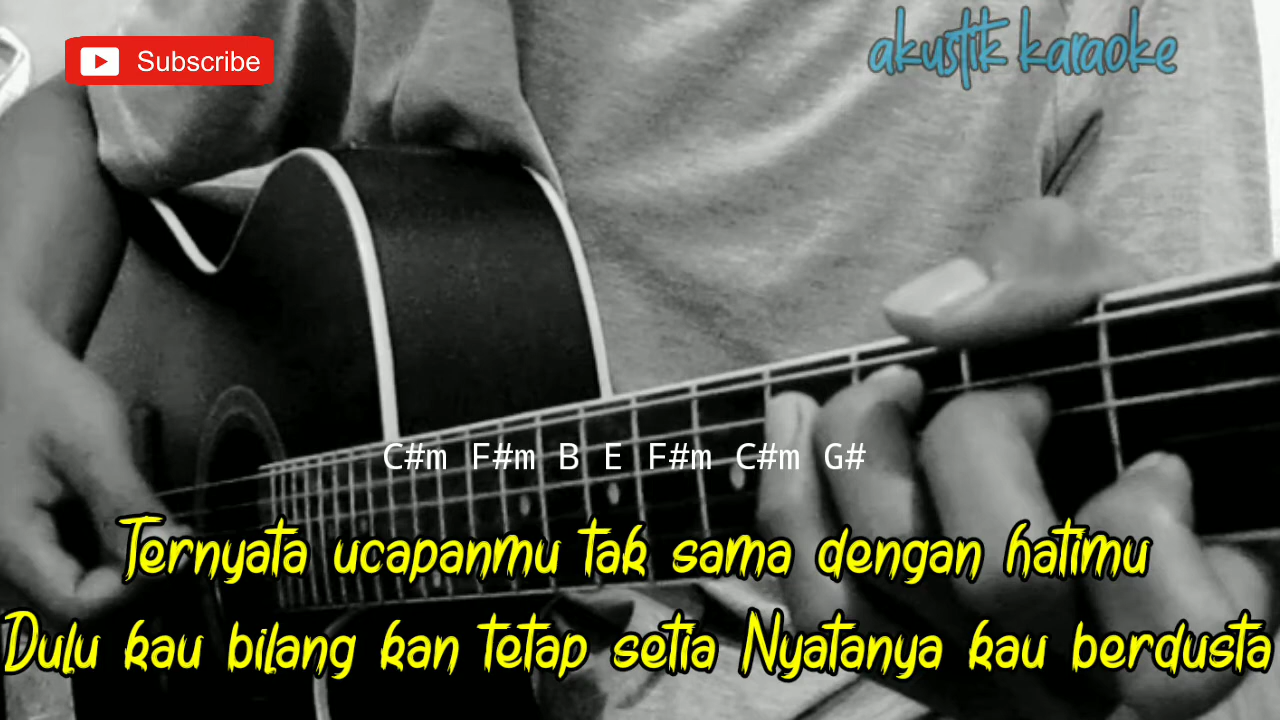 Subscribe
akustik karaoke
C#m F#m B E F#m C#m G#
Ternyata ucapanmu tak sama dengan hatimu
Dulu kau bilang kan tetap setia Nyatanya kau berdusta